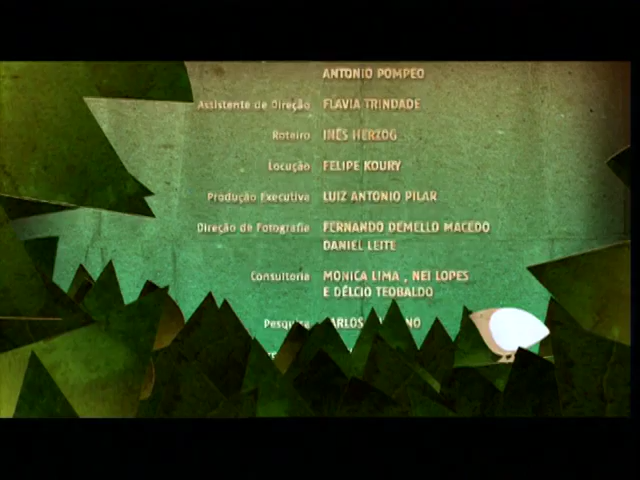 ANTONIO POMPEO
Assistente de Direção FLAVIA TRINDADE
Roteiro INÊS HERZOG
Locução FELIPE KOURY
Produção Executiva LUIZ ANTONIO PILAR
Direção de Fotografia FERNANDO DEMELLO MACEDO
DANIEL LEITE
Consultoria MONICA LIMA , NEI LOPES
E DÉLCIO TEOBALDO
Pesquisa